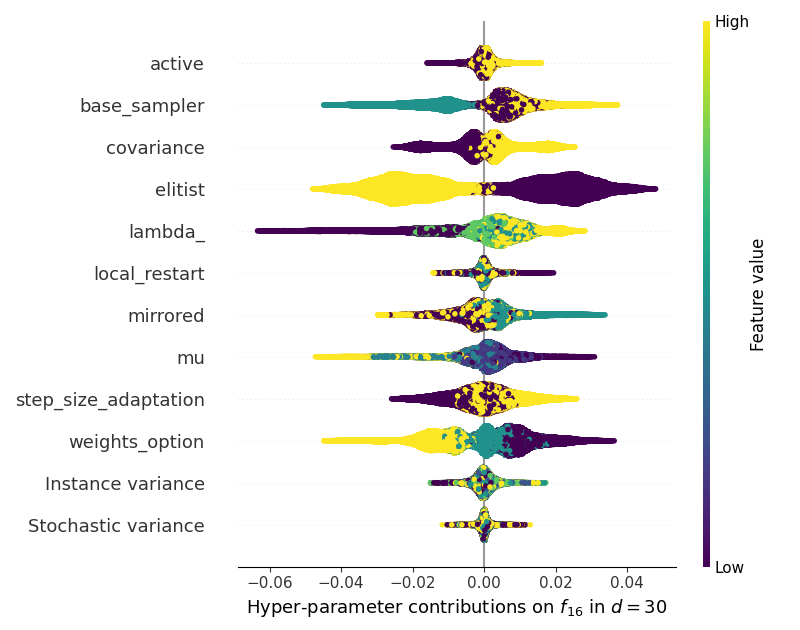 High
active
base_sampler
covariance
elitist
lambda_
local_restart
mirrored
mu
step_size_adaptation
weights_option
Instance variance
Stochastic variance
Feature value
Low
−0.06 −0.04 −0.02 0.00 0.02 0.04
Hyper-parameter contributions on f₁₆ in d = 30